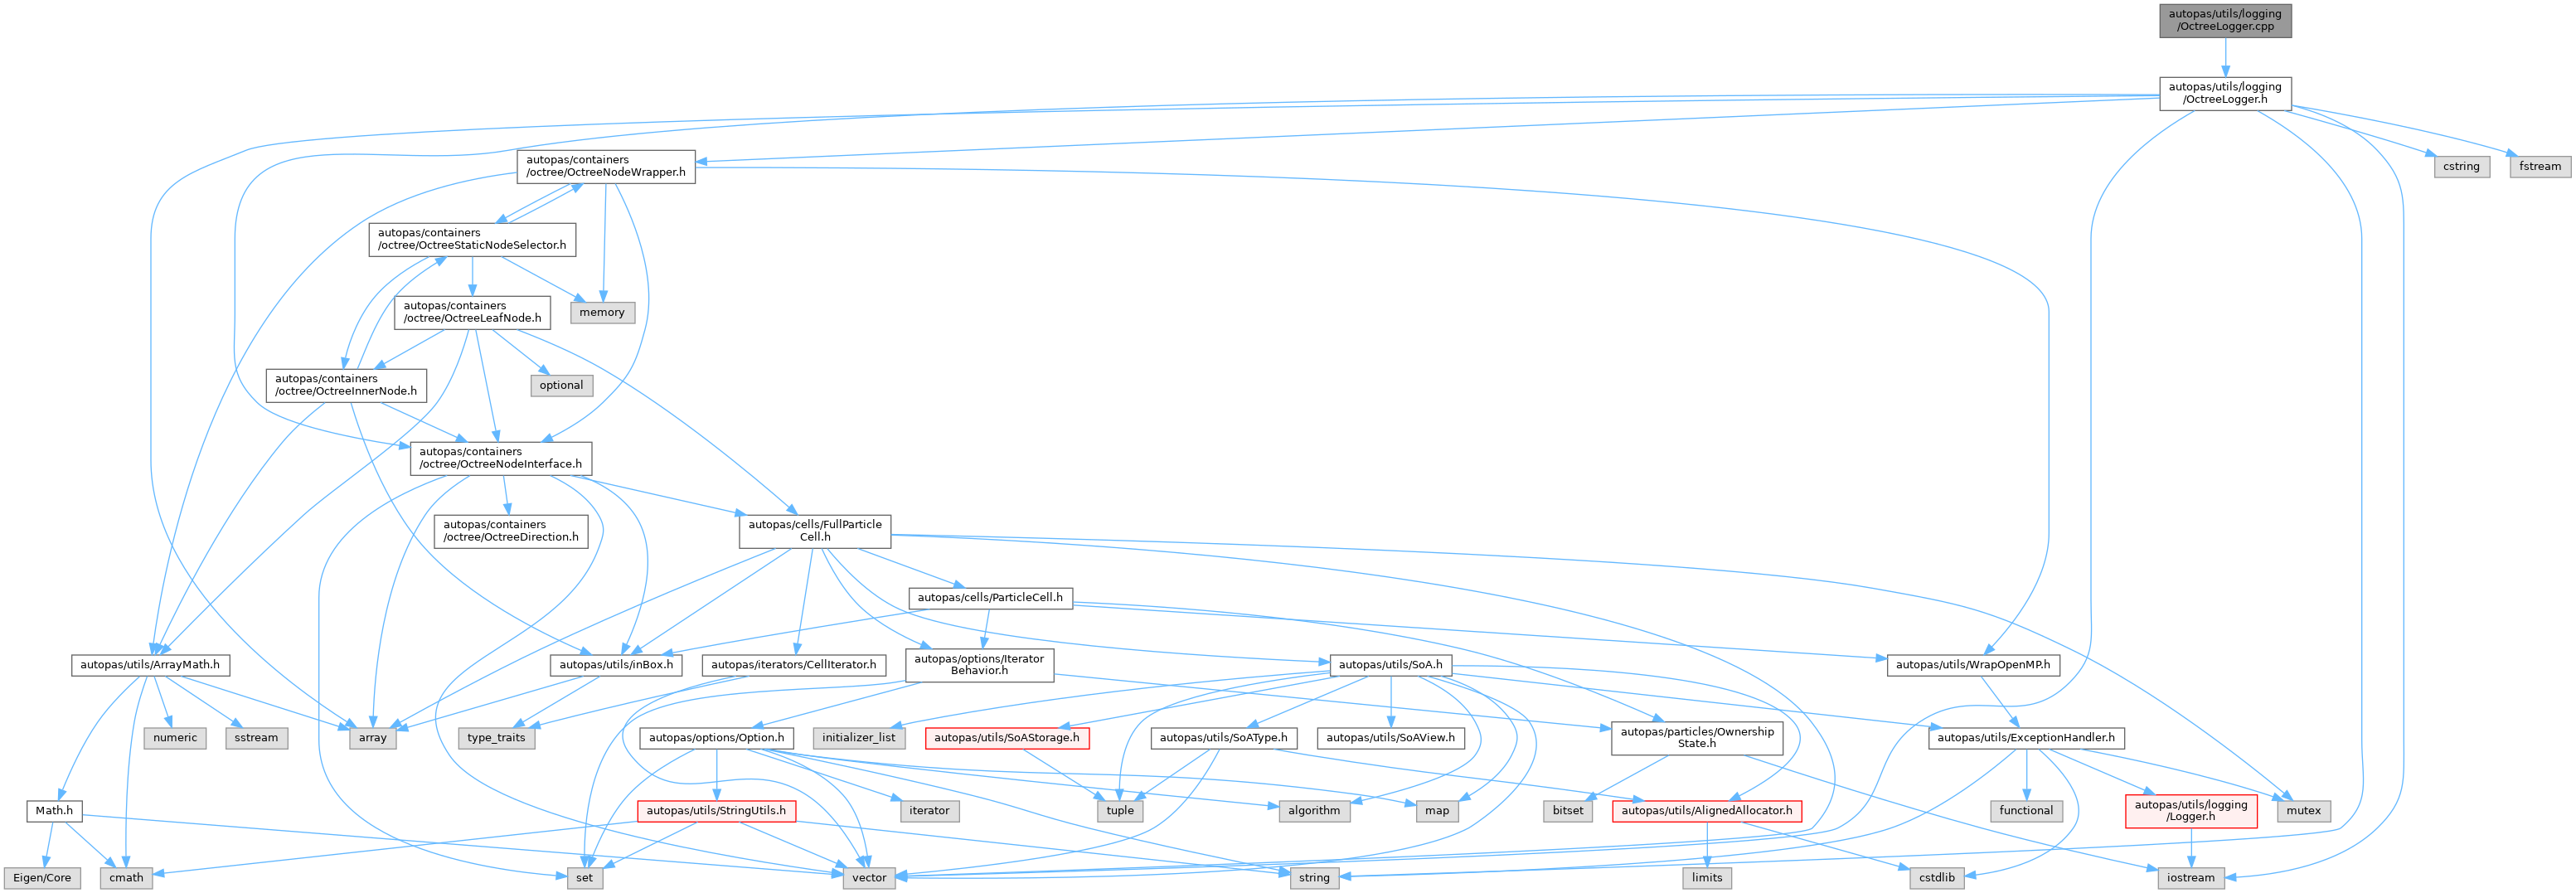 autopas/utils/logging
/OctreeLogger.cpp
autopas/utils/logging
/OctreeLogger.h
autopas/containers
/octree/OctreeNodeWrapper.h
cstring
fstream
autopas/containers
/octree/OctreeStaticNodeSelector.h
autopas/containers
/octree/OctreeLeafNode.h
memory
autopas/containers
/octree/OctreeInnerNode.h
optional
autopas/containers
/octree/OctreeNodeInterface.h
autopas/containers
/octree/OctreeDirection.h
autopas/cells/FullParticle
Cell.h
autopas/cells/ParticleCell.h
autopas/utils/ArrayMath.h
autopas/utils/inBox.h
autopas/iterators/CellIterator.h
autopas/options/Iterator
Behavior.h
autopas/utils/SoA.h
autopas/utils/WrapOpenMP.h
numeric
sstream
array
type_traits
autopas/options/Option.h
initializer_list
autopas/utils/SoAStorage.h
autopas/utils/SoAType.h
autopas/utils/SoAView.h
autopas/particles/Ownership
State.h
autopas/utils/ExceptionHandler.h
Math.h
autopas/utils/StringUtils.h
iterator
tuple
algorithm
map
bitset
autopas/utils/AlignedAllocator.h
functional
autopas/utils/logging
/Logger.h
mutex
Eigen/Core
cmath
set
vector
string
limits
cstdlib
iostream